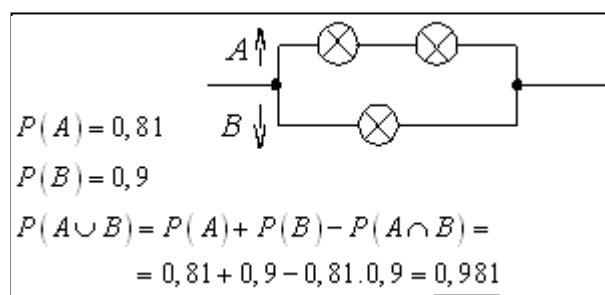 A
B
P(A) = 0,81
P(B) = 0,9
P(A∪B) = P(A) + P(B) − P(A∩B) =
= 0,81 + 0,9 − 0,81.0,9 = 0,981